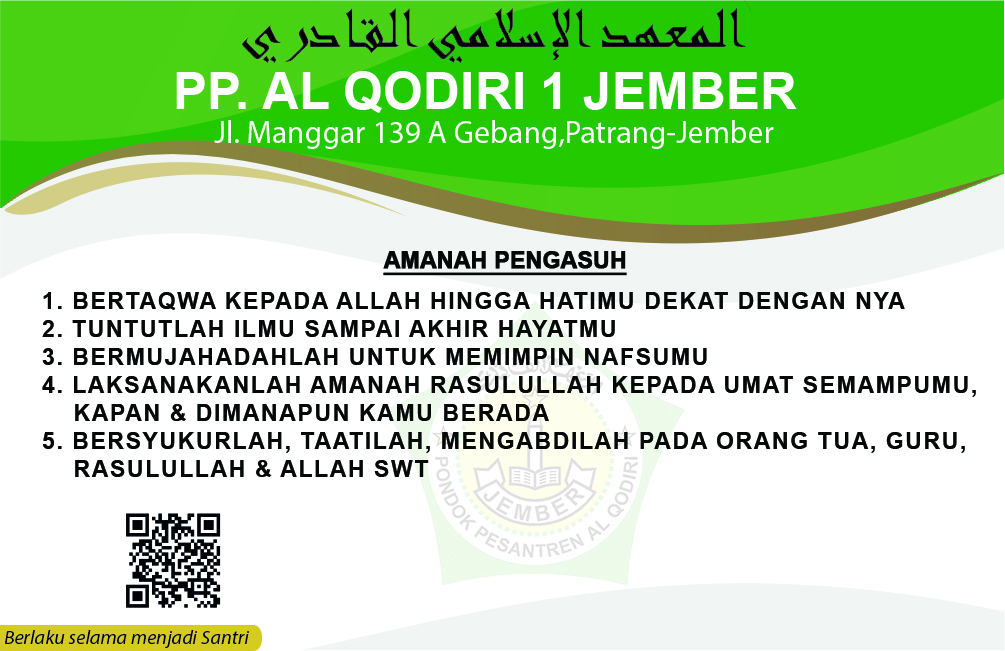 المعهد الإسلامي القادري
PP. AL QODIRI 1 JEMBER
Jl. Manggar 139 A Gebang,Patrang-Jember
AMANAH PENGASUH
1. BERTAQWA KEPADA ALLAH HINGGA HATIMU DEKAT DENGAN NYA
2. TUNTUTLAH ILMU SAMPAI AKHIR HAYATMU
3. BERMUJAHADAHLAH UNTUK MEMIMPIN NAFSUMU
4. LAKSANAKANLAH AMANAH RASULULLAH KEPADA UMAT SEMAMPUMU,
KAPAN & DIMANAPUN KAMU BERADA
5. BERSYUKURLAH, TAATILAH, MENGABDILAH PADA ORANG TUA, GURU,
RASULULLAH & ALLAH SWT
JEMBER
PONDOK PESANTREN AL QODIRI
Berlaku selama menjadi Santri